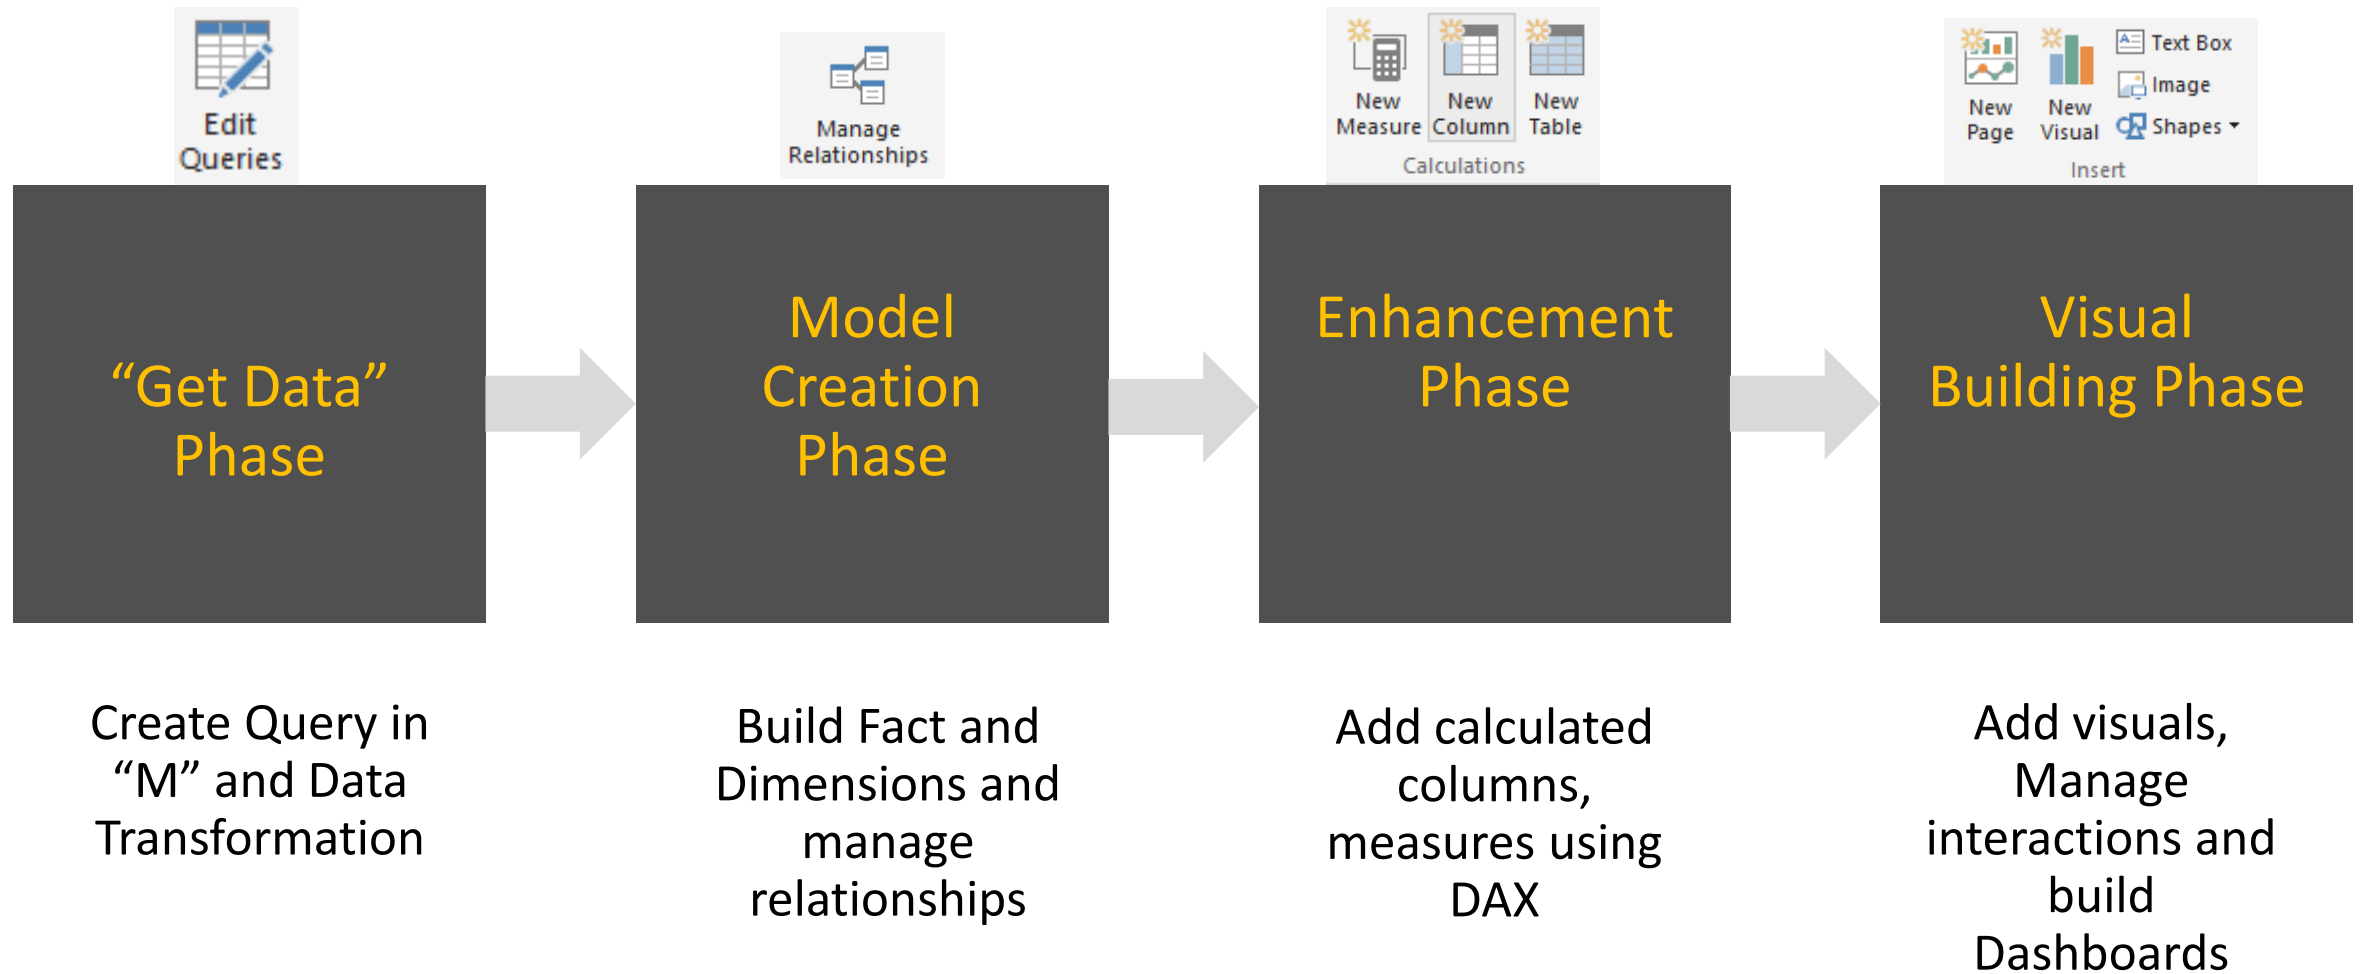 Edit
Queries
“Get Data”
Phase
Create Query in
“M” and Data
Transformation
Manage
Relationships
Model
Creation
Phase
Build Fact and
Dimensions and
manage
relationships
New
Measure
New
Column
New
Table
Calculations
Enhancement
Phase
Add calculated
columns,
measures using
DAX
New
Page
New
Visual
Text Box
Image
Shapes
Insert
Visual
Building Phase
Add visuals,
Manage
interactions and
build
Dashboards